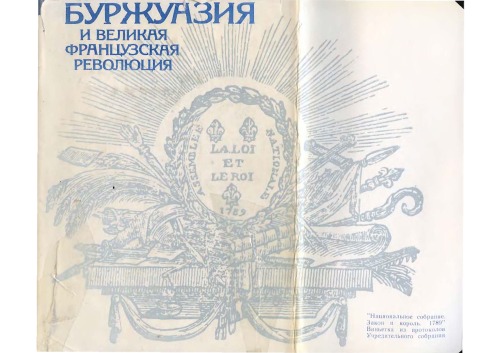 БУРЖУАЗИЯ
И ВЕЛИКАЯ
ФРАНЦУЗСКАЯ
РЕВОЛЮЦИЯ
ASSEMBLEE NATIONALE
LA LOI
ET
LE ROI
1789
"Национальное собрание.
Закон и король. 1789"
Виньетка из протоколов
Учредительного собрания